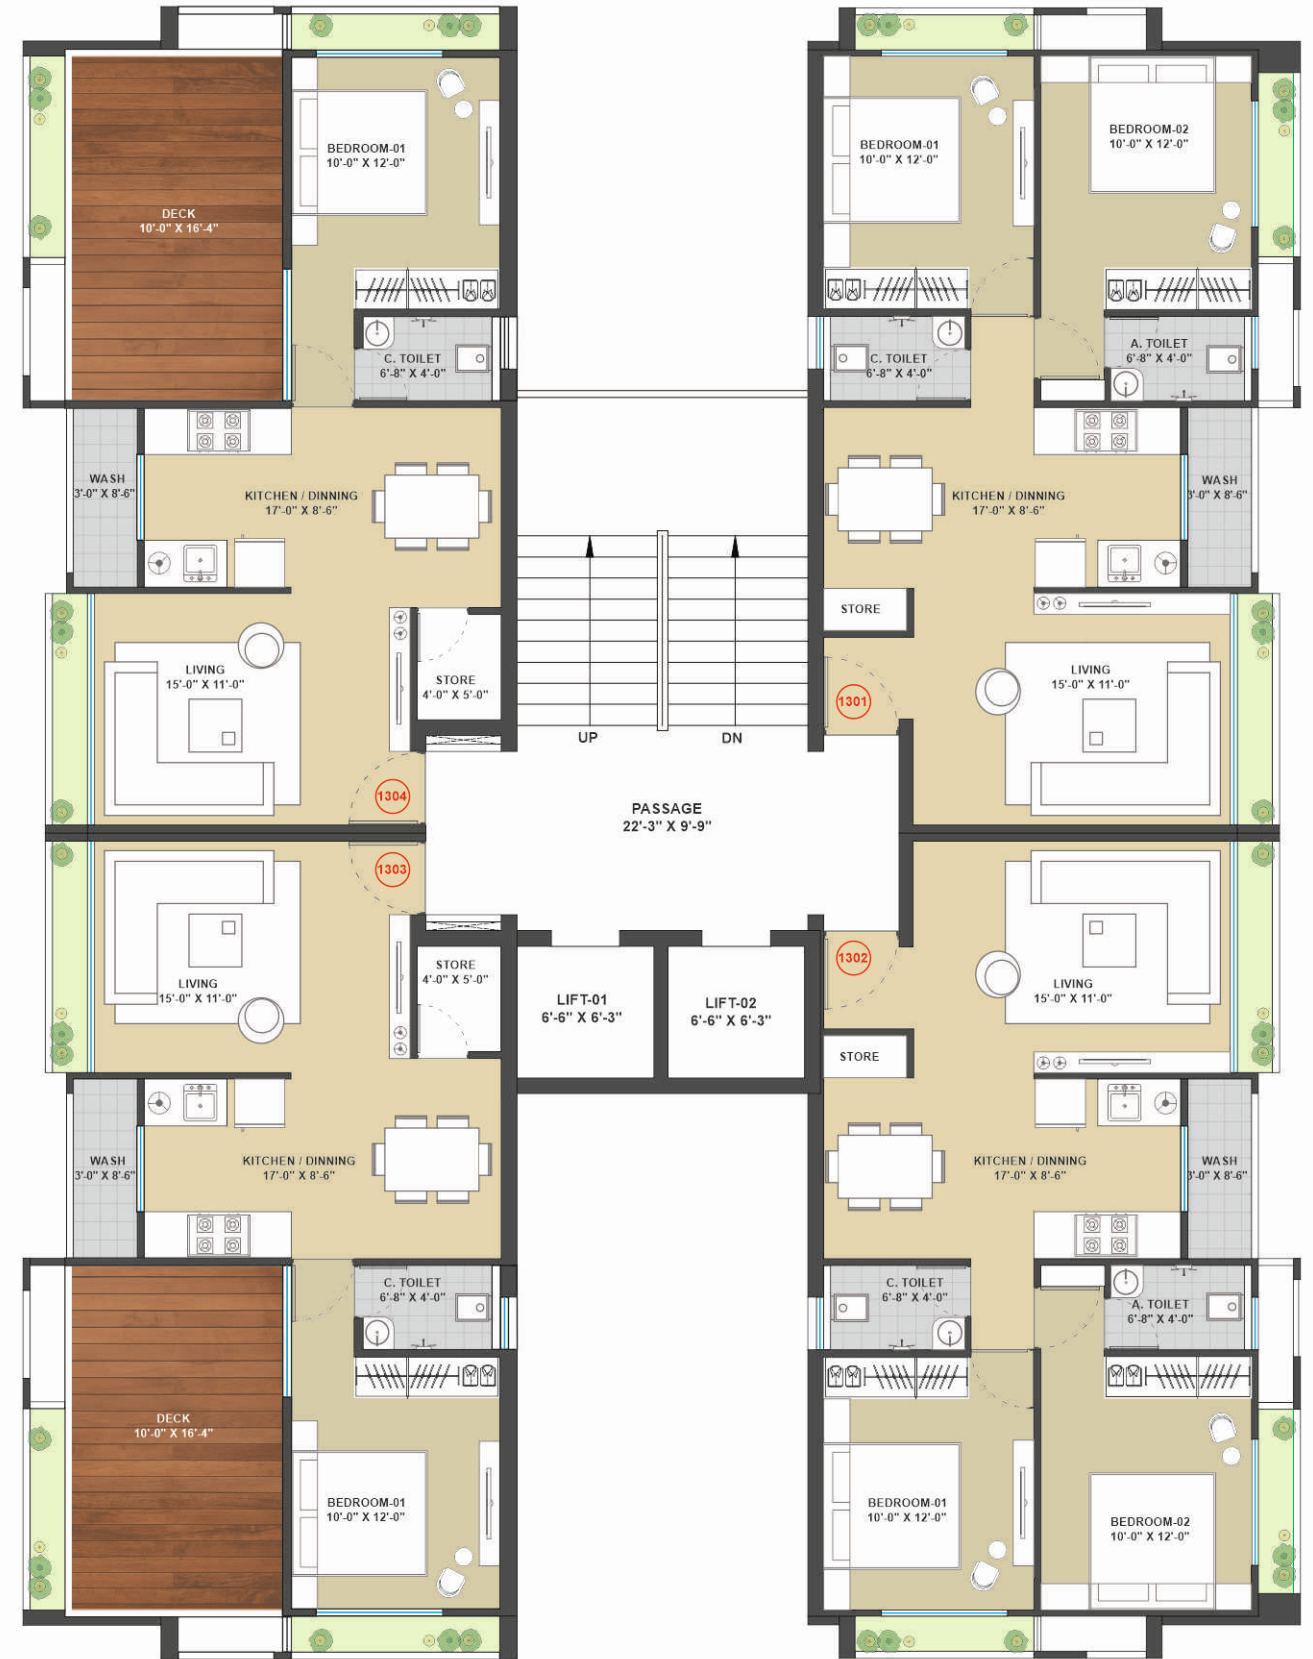 BEDROOM-01
10'-0" X 12'-0"
DECK
10'-0" X 16'-4"
C. TOILET
6'-8" X 4'-0"
WASH
3'-0" X 8'-6"
KITCHEN / DINNING
17'-0" X 8'-6"
LIVING
15'-0" X 11'-0"
STORE
4'-0" X 5'-0"
1304
BEDROOM-01
10'-0" X 12'-0"
BEDROOM-02
10'-0" X 12'-0"
C. TOILET
6'-8" X 4'-0"
A. TOILET
6'-8" X 4'-0"
KITCHEN / DINNING
17'-0" X 8'-6"
WASH
3'-0" X 8'-6"
STORE
LIVING
15'-0" X 11'-0"
1301
UP
DN
PASSAGE
22'-3" X 9'-9"
LIFT-01
6'-6" X 6'-3"
LIFT-02
6'-6" X 6'-3"
1303
STORE
4'-0" X 5'-0"
LIVING
15'-0" X 11'-0"
WASH
3'-0" X 8'-6"
KITCHEN / DINNING
17'-0" X 8'-6"
C. TOILET
6'-8" X 4'-0"
DECK
10'-0" X 16'-4"
BEDROOM-01
10'-0" X 12'-0"
1302
LIVING
15'-0" X 11'-0"
STORE
KITCHEN / DINNING
17'-0" X 8'-6"
WASH
3'-0" X 8'-6"
C. TOILET
6'-8" X 4'-0"
A. TOILET
6'-8" X 4'-0"
BEDROOM-01
10'-0" X 12'-0"
BEDROOM-02
10'-0" X 12'-0"